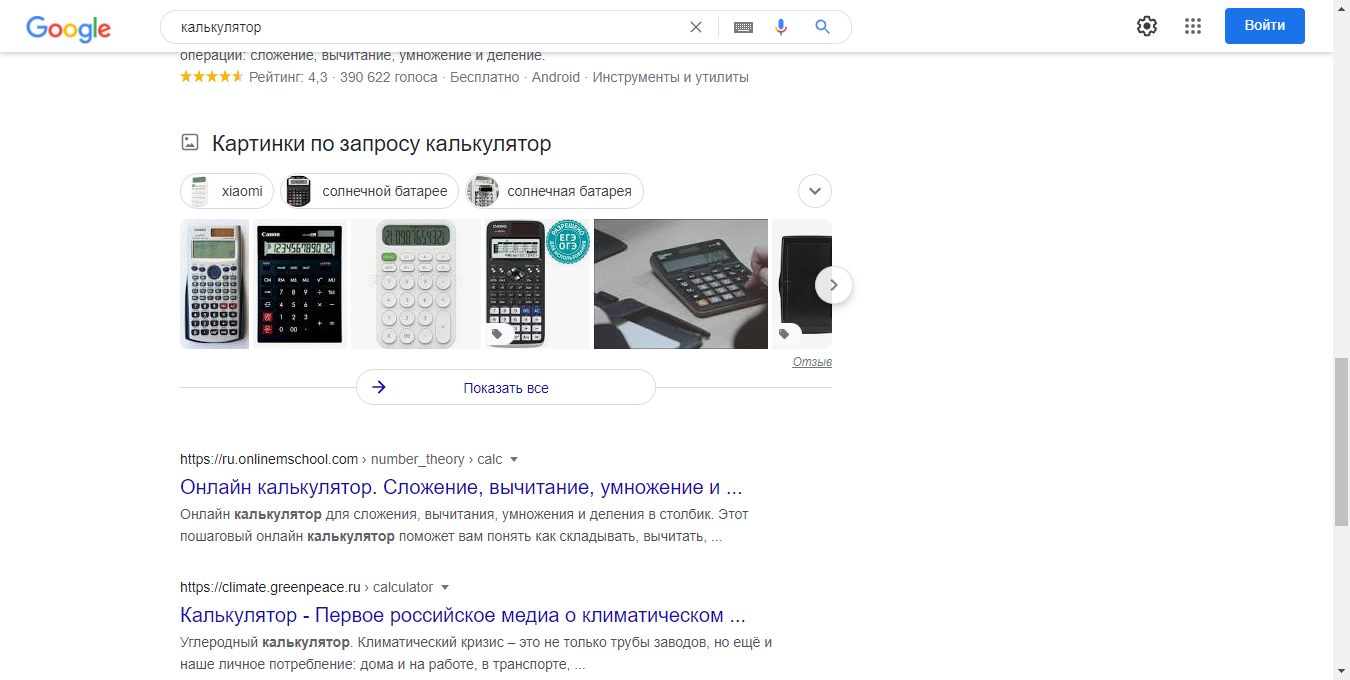 Google
калькулятор
Войти
операции: сложение, вычитание, умножение и деление.
Рейтинг: 4,3 · 390 622 голоса · Бесплатно · Android · Инструменты и утилиты
Картинки по запросу калькулятор
xiaomi
солнечной батарее
солнечная батарея
Canon
РАЗРЕШЕНО
ЕГЭ
ОГЭ
Отзыв
Показать все
https://ru.onlinemschool.com › number_theory › calc
Онлайн калькулятор. Сложение, вычитание, умножение и ...
Онлайн калькулятор для сложения, вычитания, умножения и деления в столбик. Этот
пошаговый онлайн калькулятор поможет вам понять как складывать, вычитать, ...
https://climate.greenpeace.ru › calculator
Калькулятор - Первое российское медиа о климатическом ...
Углеродный калькулятор. Климатический кризис – это не только трубы заводов, но ещё и
наше личное потребление: дома и на работе, в транспорте, ...